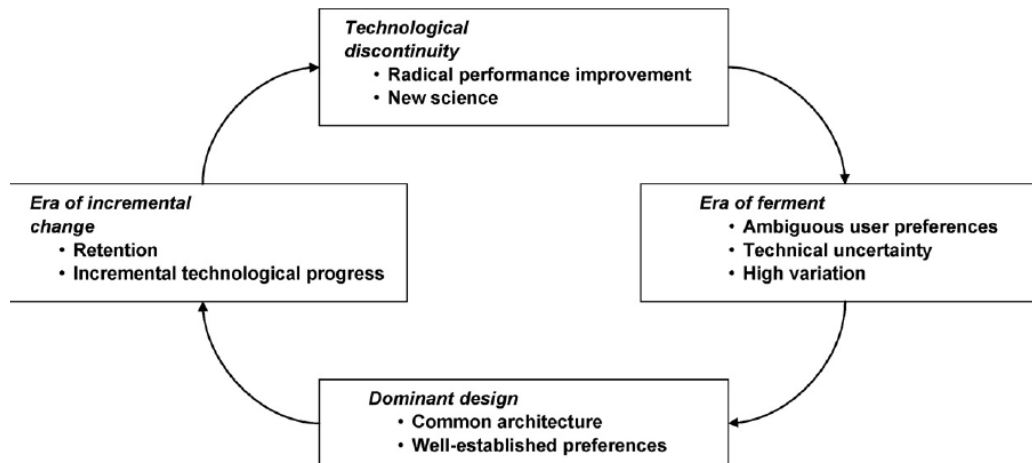 Technological
discontinuity
• Radical performance improvement
• New science
Era of incremental
change
• Retention
• Incremental technological progress
Era of ferment
• Ambiguous user preferences
• Technical uncertainty
• High variation
Dominant design
• Common architecture
• Well-established preferences